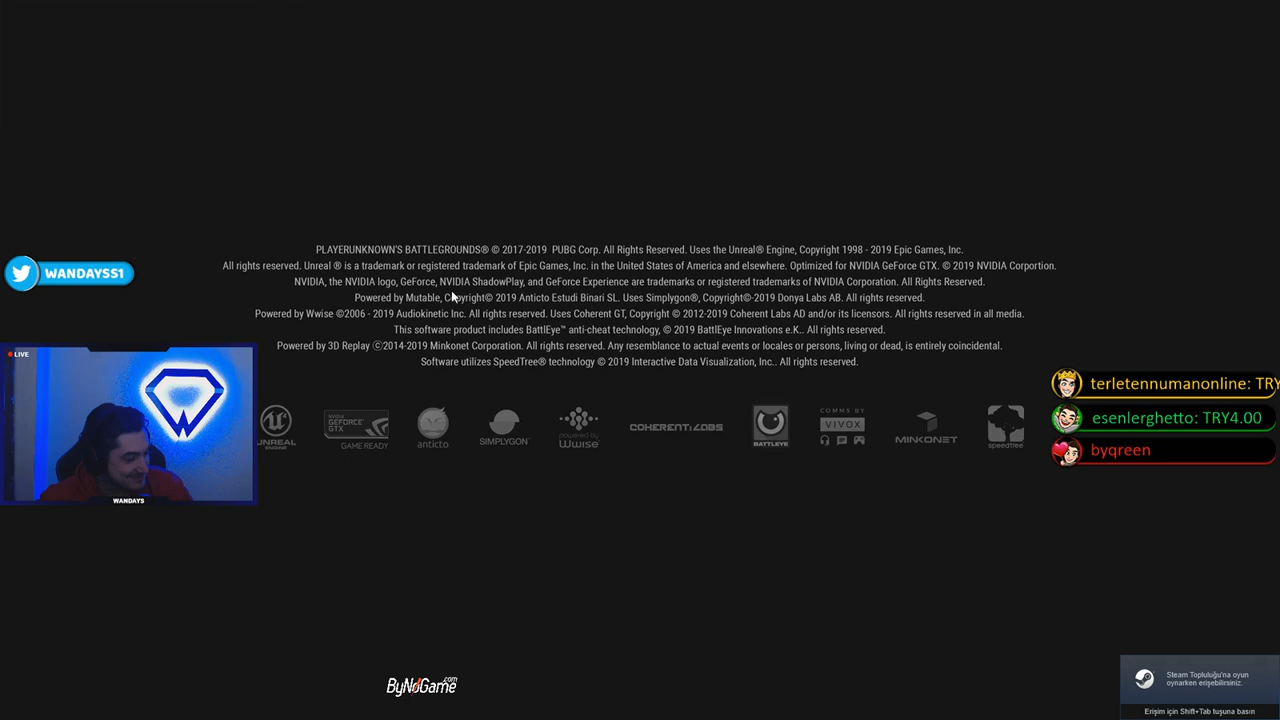 PLAYERUNKNOWN'S BATTLEGROUNDS® © 2017-2019 PUBG Corp. All Rights Reserved. Uses the Unreal® Engine, Copyright 1998 - 2019 Epic Games, Inc.
All rights reserved. Unreal ® is a trademark or registered trademark of Epic Games, Inc. in the United States of America and elsewhere. Optimized for NVIDIA GeForce GTX. © 2019 NVIDIA Corportion.
NVIDIA, the NVIDIA logo, GeForce, NVIDIA ShadowPlay, and GeForce Experience are trademarks or registered trademarks of NVIDIA Corporation. All Rights Reserved.
Powered by Mutable, Copyright© 2019 Anticto Estudi Binari SL. Uses Simplygon®, Copyright©-2019 Donya Labs AB. All rights reserved.
Powered by Wwise ©2006 - 2019 Audiokinetic Inc. All rights reserved. Uses Coherent GT, Copyright © 2012-2019 Coherent Labs AD and/or its licensors. All rights reserved in all media.
This software product includes BattlEye™ anti-cheat technology, © 2019 BattlEye Innovations e.K.. All rights reserved.
Powered by 3D Replay Ⓒ2014-2019 Minkonet Corporation. All rights reserved. Any resemblance to actual events or locales or persons, living or dead, is entirely coincidental.
Software utilizes SpeedTree® technology © 2019 Interactive Data Visualization, Inc.. All rights reserved.
WANDAYSS1
LIVE
WANDAYS
UNREAL
ENGINE
NVIDIA
GEFORCE
GTX
GAME READY
anticto
SIMPLYGON
powered by
Wwise
COHERENT LABS
BATTLEYE
COMMS BY
VIVOX
MINKONET
speedtree
terletennumanonline: TRY
esenlerghetto: TRY4.00
byqreen
ByNoGame.com
Steam Topluluğu'na oyun
oynarken erişebilirsiniz.
Erişim için Shift+Tab tuşuna basın